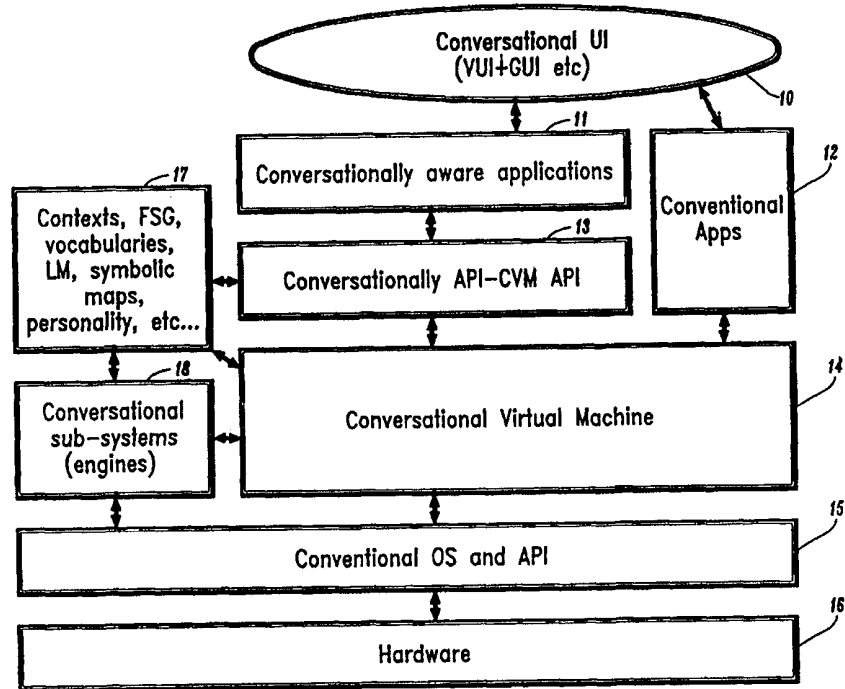 Conversational UI
(VUI+GUI etc)
10
11
Conversationally aware applications
12
Conventional
Apps
17
Contexts, FSG,
vocabularies,
LM, symbolic
maps,
personality, etc...
13
Conversationally API-CVM API
14
Conversational Virtual Machine
18
Conversational
sub-systems
(engines)
15
Conventional OS and API
16
Hardware